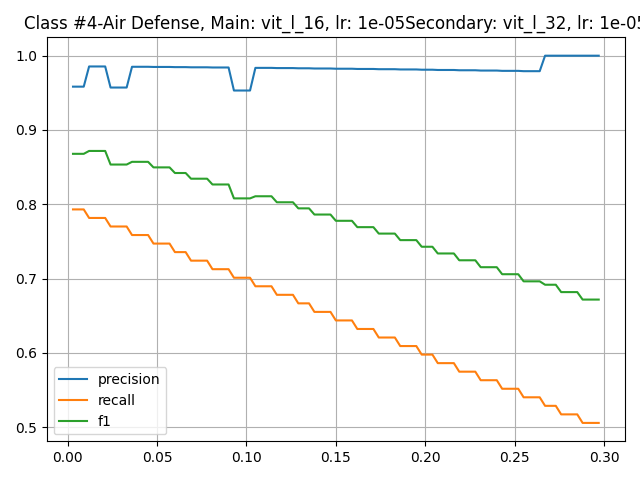 Class #4-Air Defense, Main: vit_l_16, lr: 1e-05Secondary: vit_l_32, lr: 1e-05
1.0
0.9
0.8
0.7
0.6
0.5
precision
recall
f1
0.00 0.05 0.10 0.15 0.20 0.25 0.30